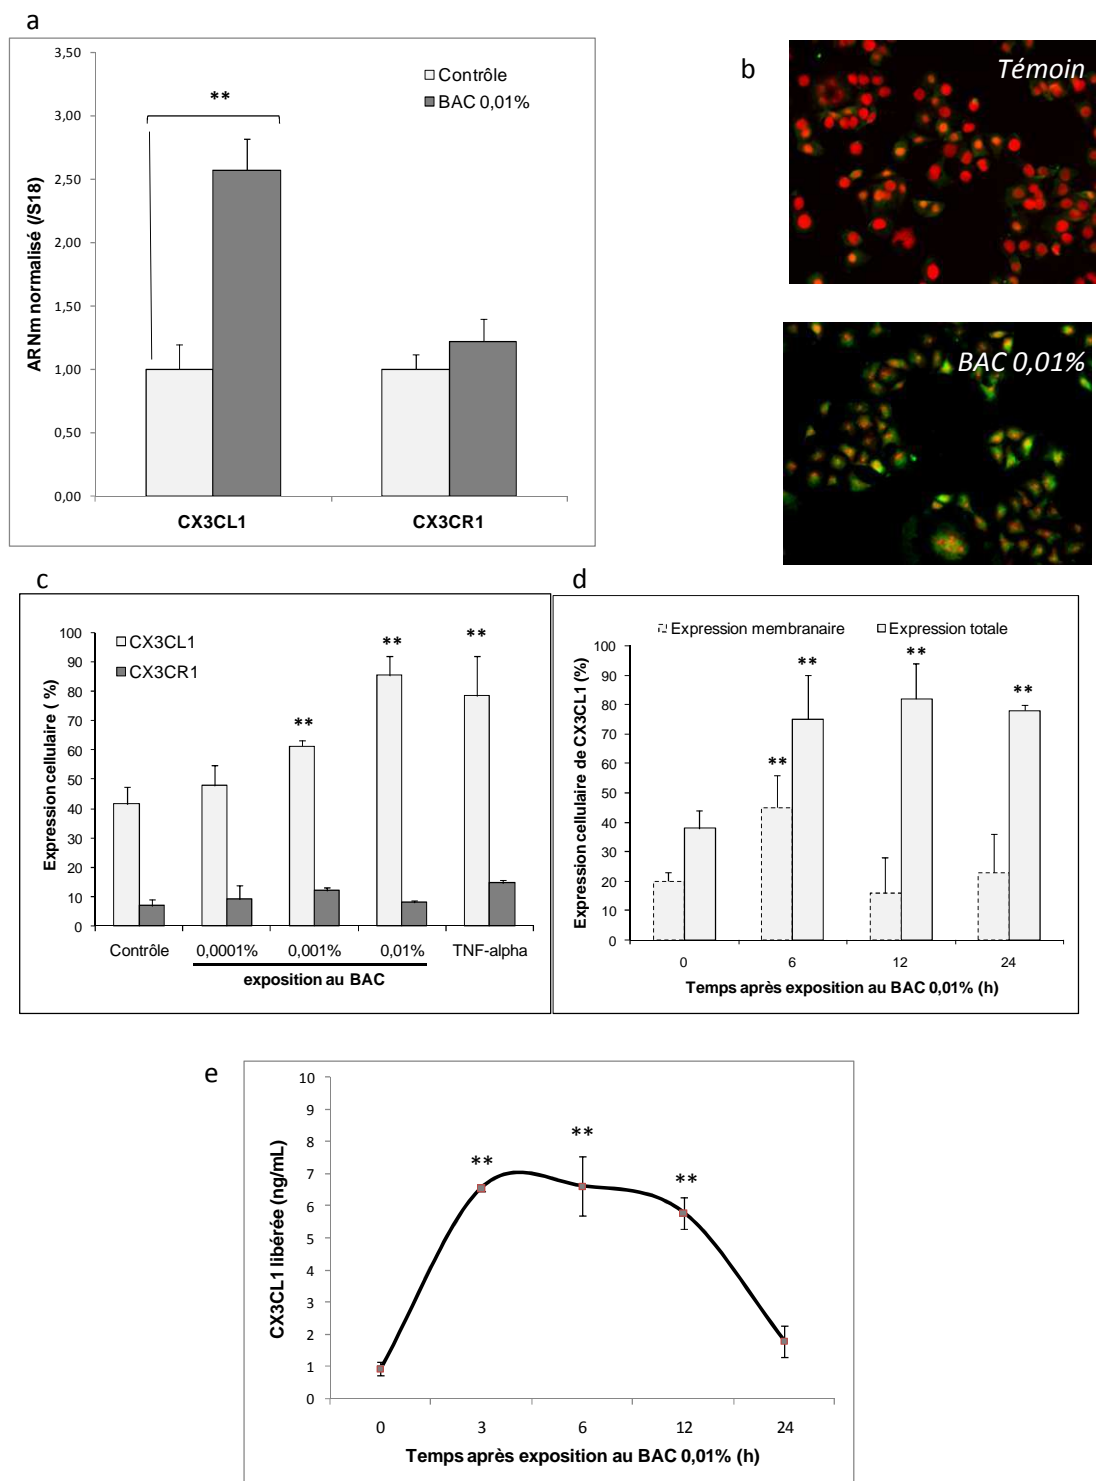 a
3,50
3,00
2,50
2,00
1,50
1,00
0,50
0,00
ARNm normalisé (/S18)
Contrôle
BAC 0,01%
**
CX3CL1
CX3CR1
b
Témoin
BAC 0,01%
c
100
90
80
70
60
50
40
30
20
10
0
Expression cellulaire ( %)
CX3CL1
CX3CR1
**
**
**
Contrôle
0,0001%
0,001%
0,01%
TNF-alpha
exposition au BAC
d
Expression membranaire
Expression totale
100
90
80
70
60
50
40
30
20
10
0
Expression cellulaire de CX3CL1 (%)
**
**
**
**
0
6
12
24
Temps après exposition au BAC 0,01% (h)
e
10
9
8
7
6
5
4
3
2
1
0
CX3CL1 libérée (ng/mL)
**
**
**
0
3
6
12
24
Temps après exposition au BAC 0,01% (h)